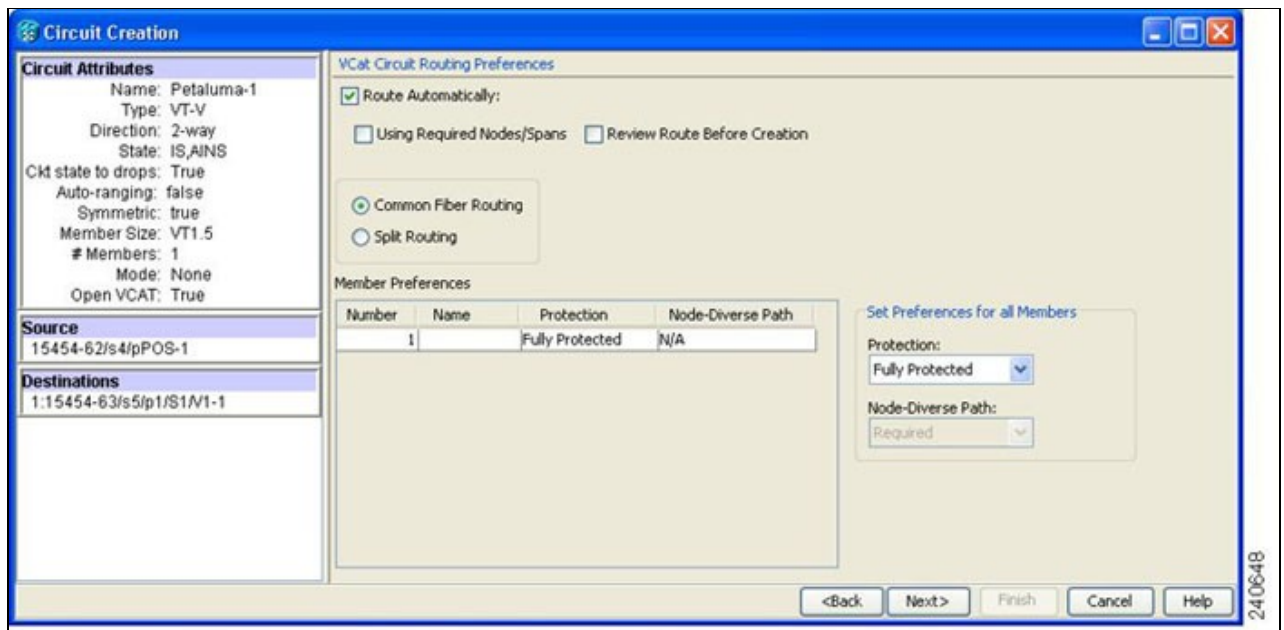 Circuit Creation
Circuit Attributes
Name: Petaluma-1
Type: VT-V
Direction: 2-way
State: IS,AINS
Ckt state to drops: True
Auto-ranging: false
Symmetric: true
Member Size: VT1.5
# Members: 1
Mode: None
Open VCAT: True
Source
15454-62/s4/pPOS-1
Destinations
1:15454-63/s5/p1/S1/V1-1
VCat Circuit Routing Preferences
Route Automatically:
Using Required Nodes/Spans Review Route Before Creation
Common Fiber Routing
Split Routing
Member Preferences
Number Name Protection Node-Diverse Path
1 Fully Protected N/A
Set Preferences for all Members
Protection:
Fully Protected
Node-Diverse Path:
Required
<Back Next> Finish Cancel Help
240648